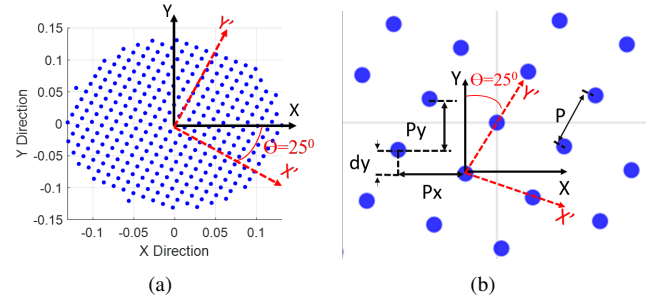 Y
Y'
0.15
0.1
0.05
0
-0.05
-0.1
-0.15
Y Direction
X
Θ=25⁰
X'
-0.1 -0.05 0 0.05 0.1
X Direction
(a)
Y Θ=25⁰
Y'
P
Py
dy
Px
X
X'
(b)